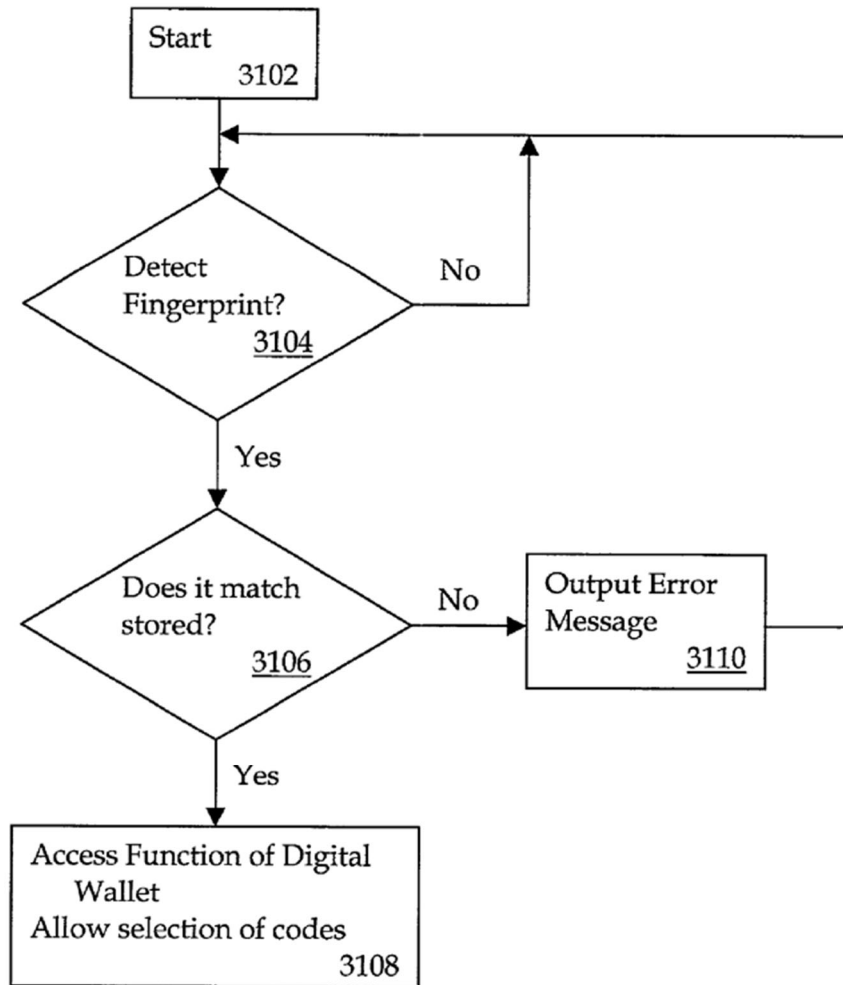 Start
3102
Detect
Fingerprint?
3104
No
Yes
Does it match
stored?
3106
No
Output Error
Message
3110
Yes
Access Function of Digital
Wallet
Allow selection of codes
3108